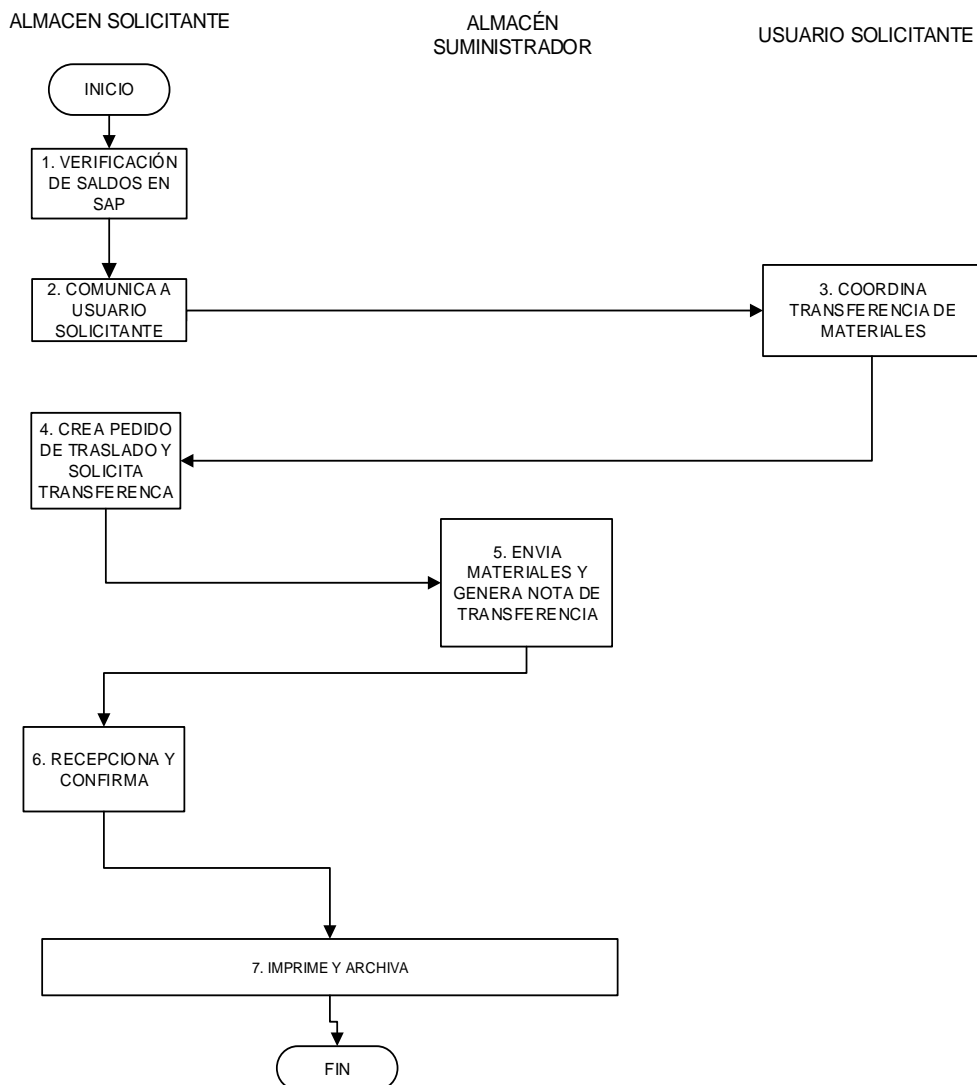 ALMACEN SOLICITANTE
ALMACÉN
SUMINISTRADOR
USUARIO SOLICITANTE
INICIO
1. VERIFICACIÓN
DE SALDOS EN
SAP
2. COMUNICA A
USUARIO
SOLICITANTE
3. COORDINA
TRANSFERENCIA DE
MATERIALES
4. CREA PEDIDO
DE TRASLADO Y
SOLICITA
TRANSFERENCA
5. ENVIA
MATERIALES Y
GENERA NOTA DE
TRANSFERENCIA
6. RECEPCIONA Y
CONFIRMA
7. IMPRIME Y ARCHIVA
FIN